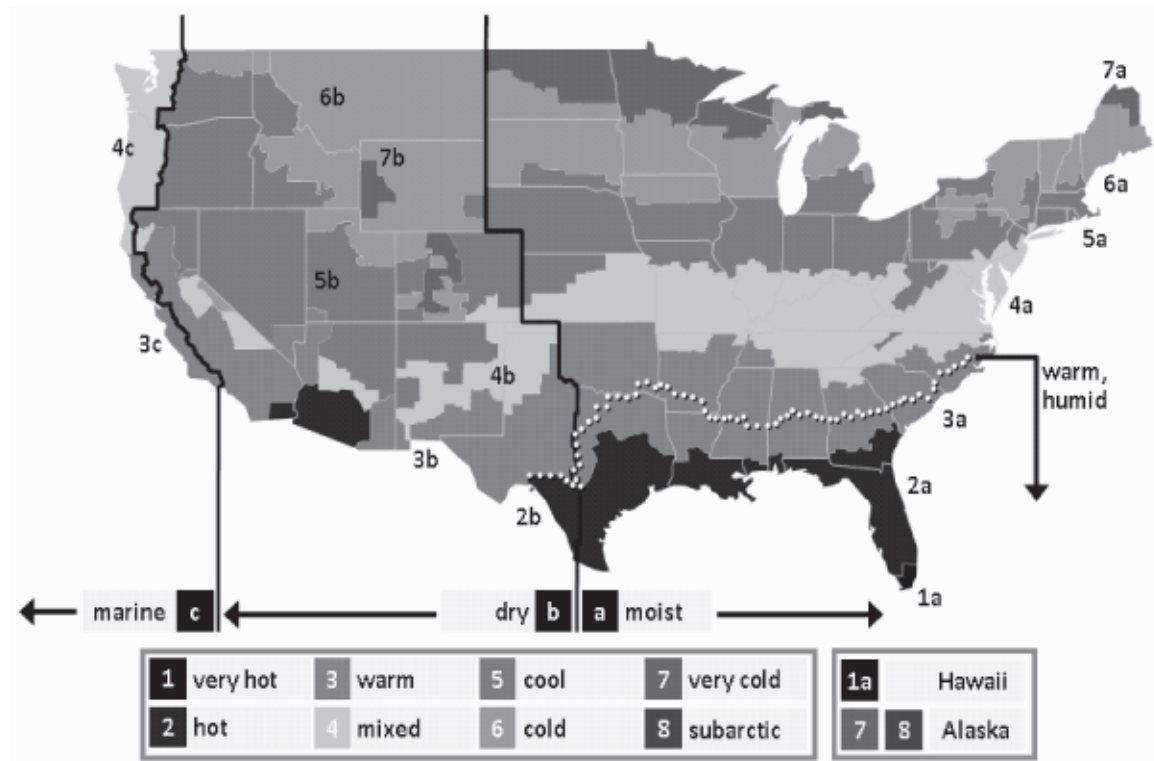 7a
6b
4c
7b
6a
5a
5b
4a
3c
4b
warm,
humid
3a
3b
2a
2b
1a
marine c
dry b a moist
1 very hot 3 warm 5 cool 7 very cold
2 hot 4 mixed 6 cold 8 subarctic
1a Hawaii
7 8 Alaska